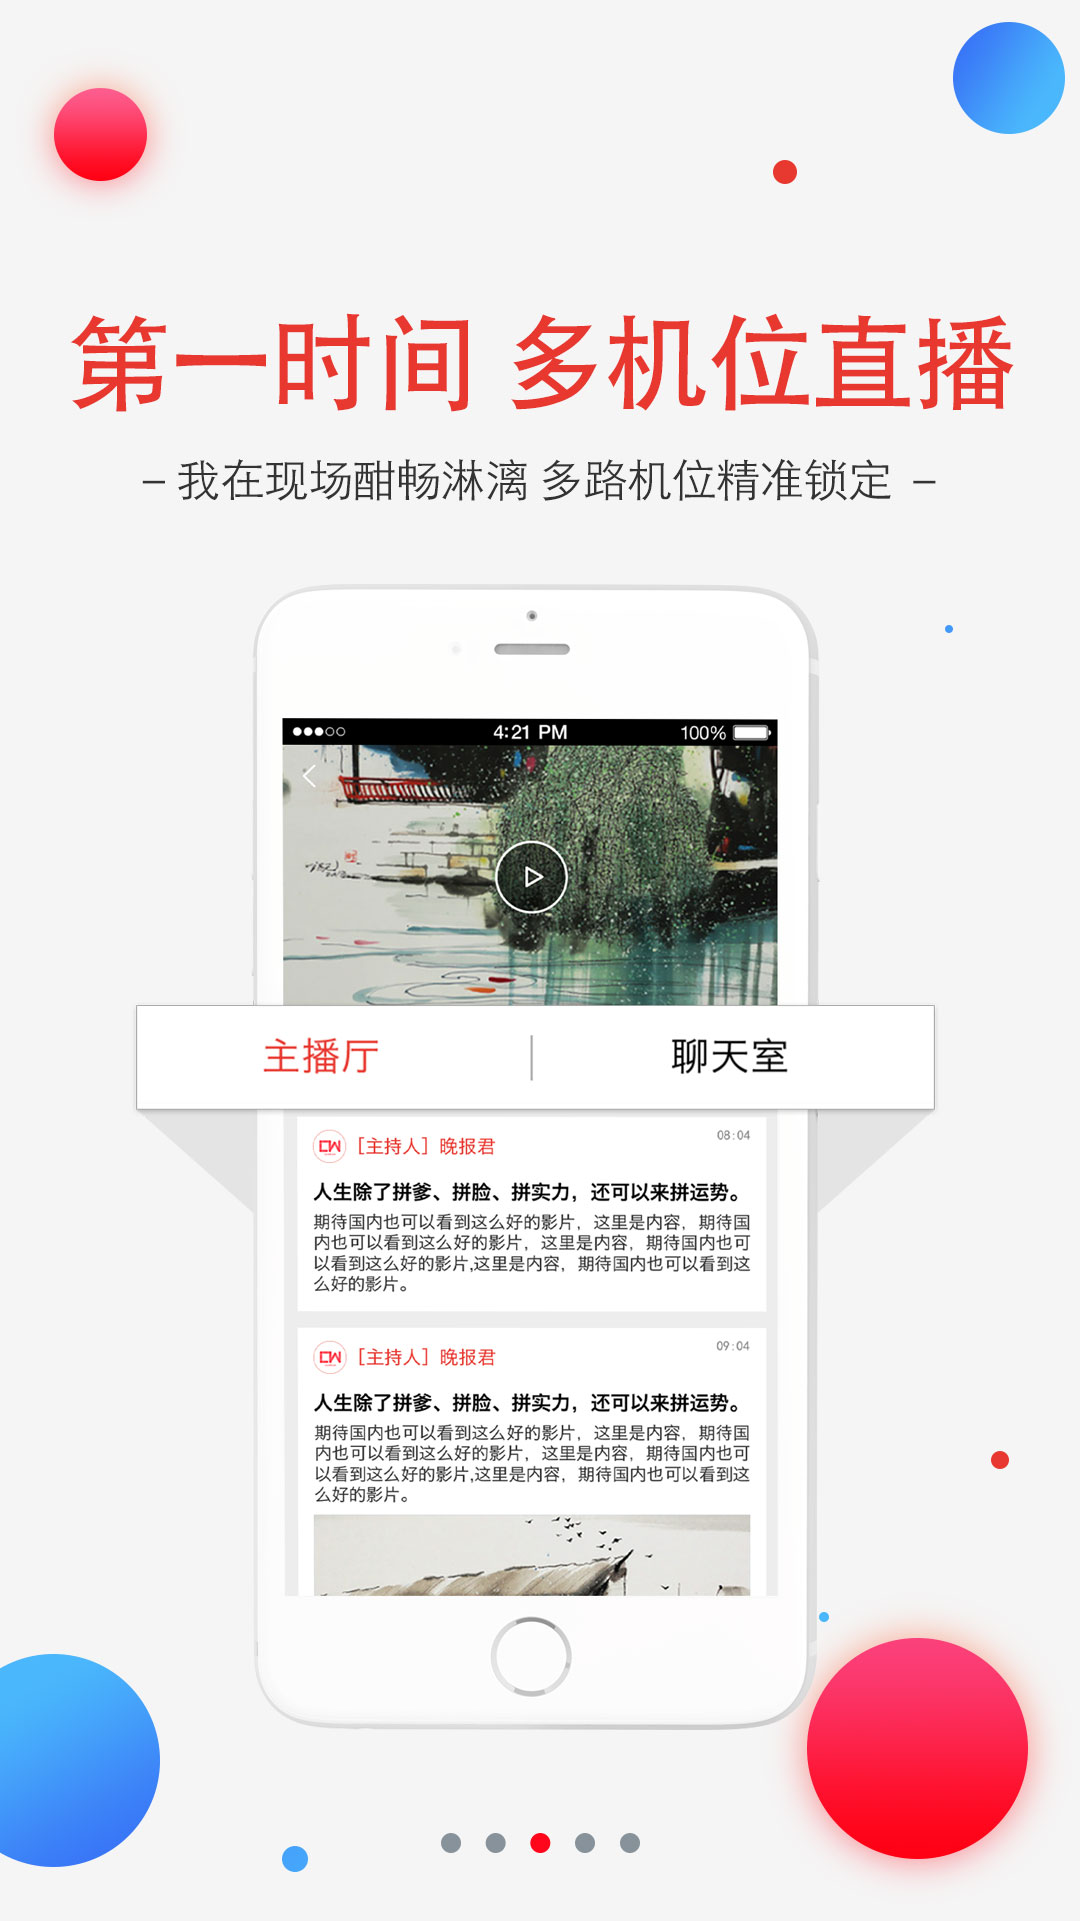 第一时间 多机位直播
– 我在现场酣畅淋漓 多路机位精准锁定 –
4:21 PM
100%
主播厅
聊天室
CW [主持人] 晚报君
08:04
人生除了拼爹、拼脸、拼实力，还可以来拼运势。
期待国内也可以看到这么好的影片，这里是内容，期待国
内也可以看到这么好的影片，这里是内容，期待国内也可
以看到这么好的影片,这里是内容，期待国内也可以看到这
么好的影片。
CW [主持人] 晚报君
09:04
人生除了拼爹、拼脸、拼实力，还可以来拼运势。
期待国内也可以看到这么好的影片，这里是内容，期待国
内也可以看到这么好的影片，这里是内容，期待国内也可
以看到这么好的影片,这里是内容，期待国内也可以看到这
么好的影片。